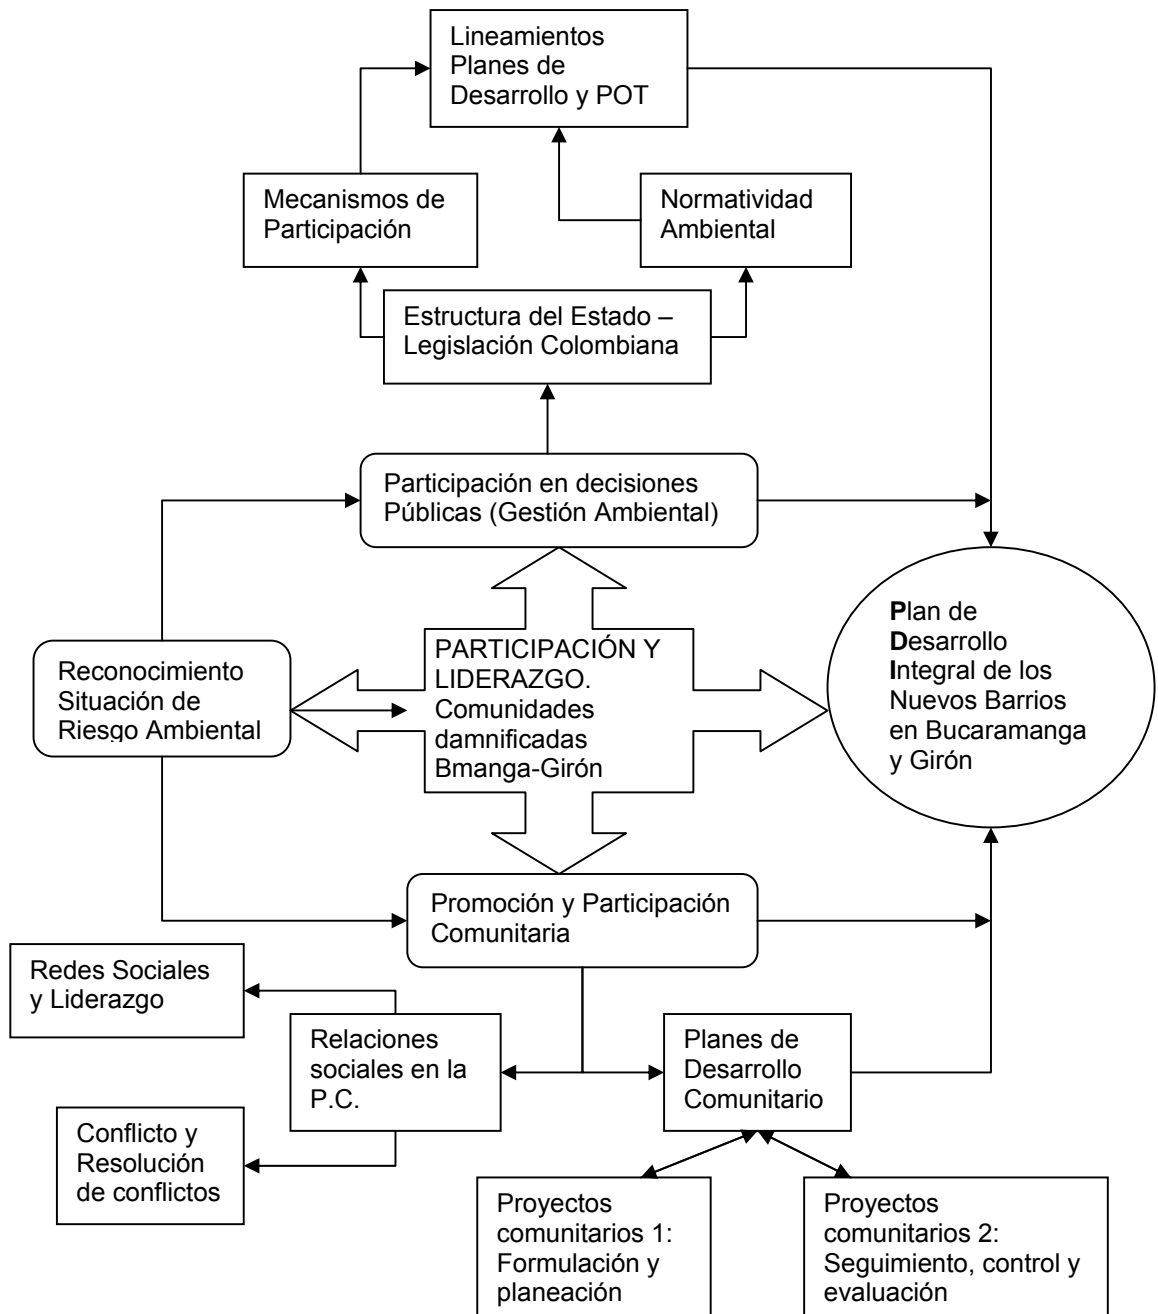 Lineamientos
Planes de
Desarrollo y POT
Mecanismos de
Participación
Normatividad
Ambiental
Estructura del Estado –
Legislación Colombiana
Participación en decisiones
Públicas (Gestión Ambiental)
Reconocimiento
Situación de
Riesgo Ambiental
PARTICIPACIÓN Y
LIDERAZGO.
Comunidades
damnificadas
Bmanga-Girón
Plan de
Desarrollo
Integral de los
Nuevos Barrios
en Bucaramanga
y Girón
Promoción y Participación
Comunitaria
Redes Sociales
y Liderazgo
Relaciones
sociales en la
P.C.
Planes de
Desarrollo
Comunitario
Conflicto y
Resolución
de conflictos
Proyectos
comunitarios 1:
Formulación y
planeación
Proyectos
comunitarios 2:
Seguimiento, control y
evaluación